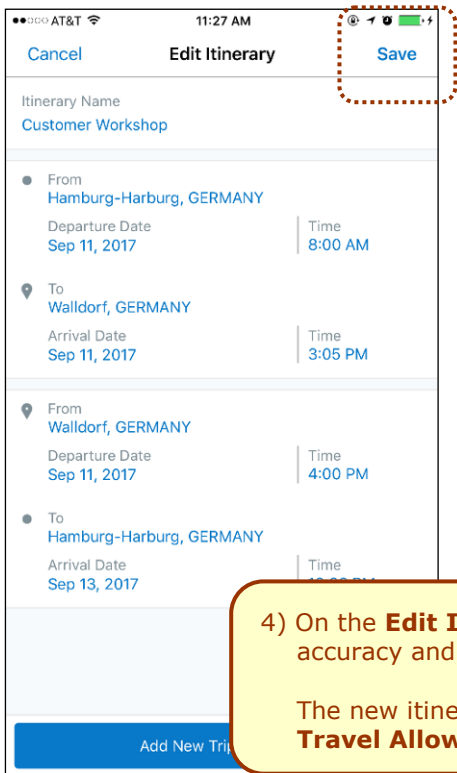 AT&T 11:27 AM
Cancel Edit Itinerary Save
Itinerary Name
Customer Workshop
From
Hamburg-Harburg, GERMANY
Departure Date Time
Sep 11, 2017 8:00 AM
To
Walldorf, GERMANY
Arrival Date Time
Sep 11, 2017 3:05 PM
From
Walldorf, GERMANY
Departure Date Time
Sep 11, 2017 4:00 PM
To
Hamburg-Harburg, GERMANY
Arrival Date Time
Sep 13, 2017
4) On the Edit I
accuracy and
The new itine
Travel Allow
Add New Trip